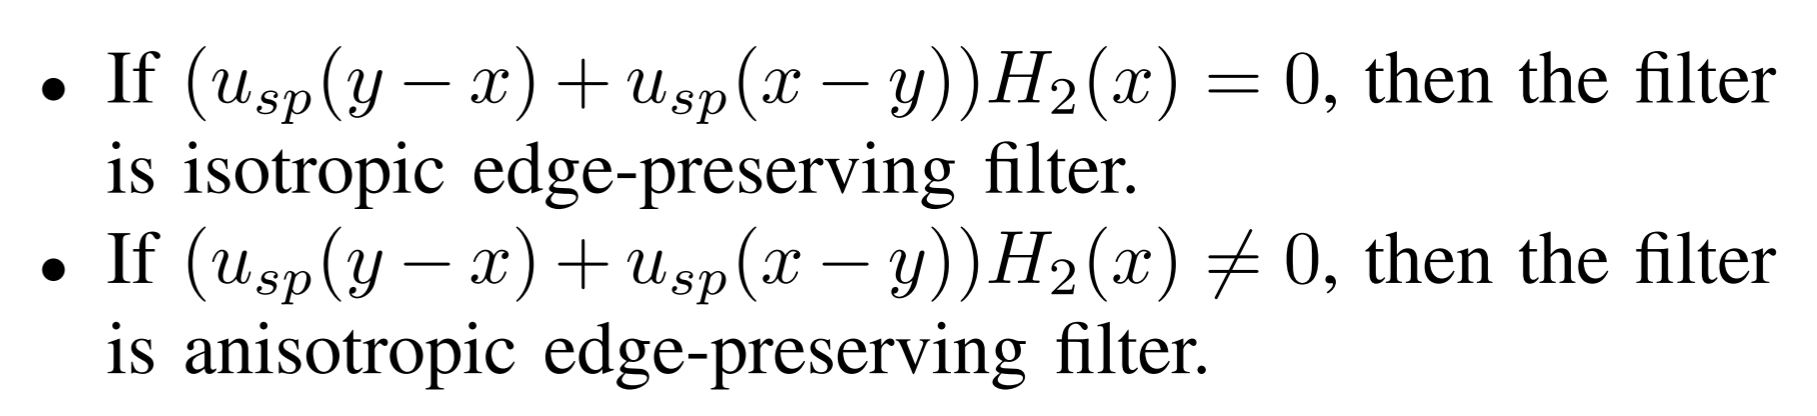 • If $(u_{sp}(y-x)+u_{sp}(x-y))H_2(x)=0$, then the filter
is isotropic edge-preserving filter.
• If $(u_{sp}(y-x)+u_{sp}(x-y))H_2(x)\neq 0$, then the filter
is anisotropic edge-preserving filter.